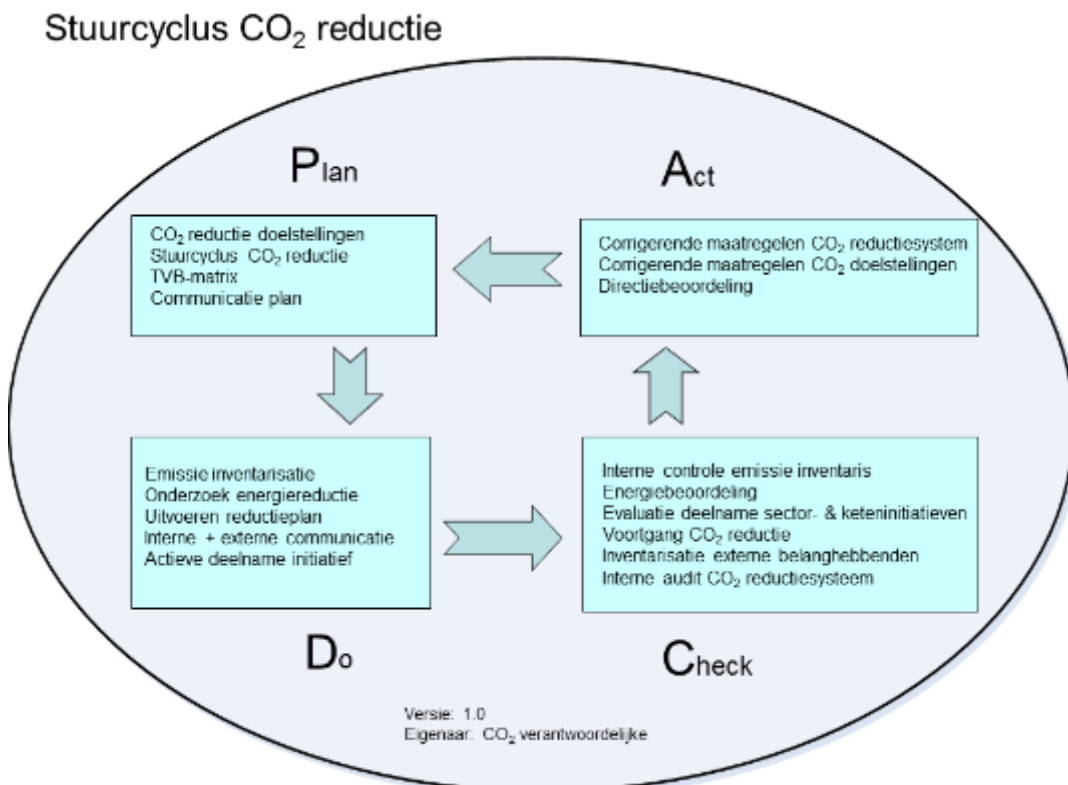 Stuurcyclus CO₂ reductie
Plan
CO₂ reductie doelstellingen
Stuurcyclus CO₂ reductie
TVB-matrix
Communicatie plan
Act
Corrigerende maatregelen CO₂ reductiesystem
Corrigerende maatregelen CO₂ doelstellingen
Directiebeoordeling
Emissie inventarisatie
Onderzoek energiereductie
Uitvoeren reductieplan
Interne + externe communicatie
Actieve deelname initiatief
Do
Interne controle emissie inventaris
Energiebeoordeling
Evaluatie deelname sector- & keteninitiatieven
Voortgang CO₂ reductie
Inventarisatie externe belanghebbenden
Interne audit CO₂ reductiesysteem
Check
Versie: 1.0
Eigenaar: CO₂ verantwoordelijke